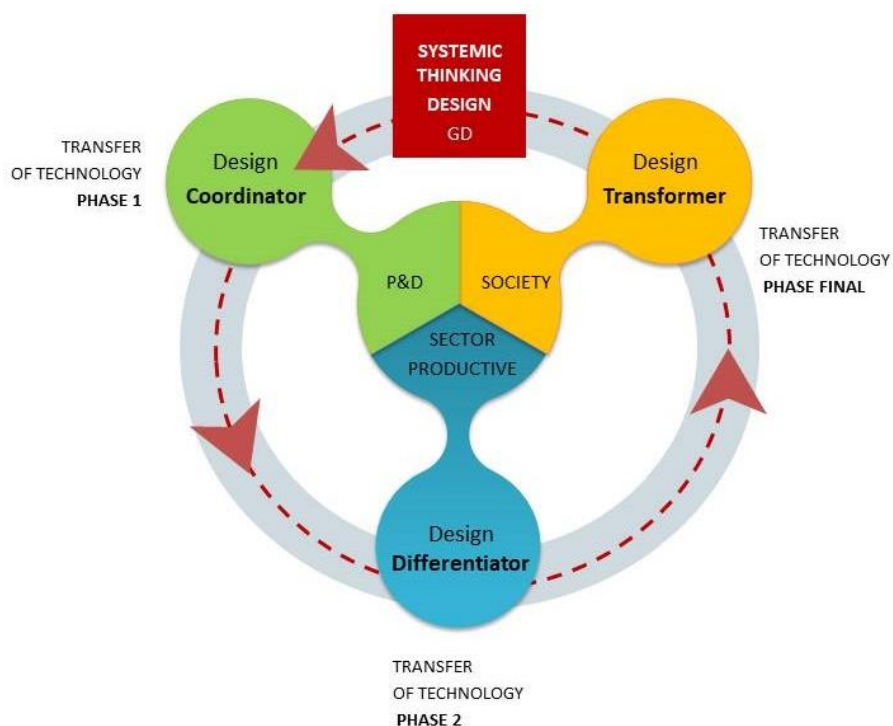 SYSTEMIC
THINKING
DESIGN
GD
TRANSFER
OF TECHNOLOGY
PHASE 1
Design
Coordinator
Design
Transformer
TRANSFER
OF TECHNOLOGY
PHASE FINAL
P&D
SOCIETY
SECTOR
PRODUCTIVE
Design
Differentiator
TRANSFER
OF TECHNOLOGY
PHASE 2